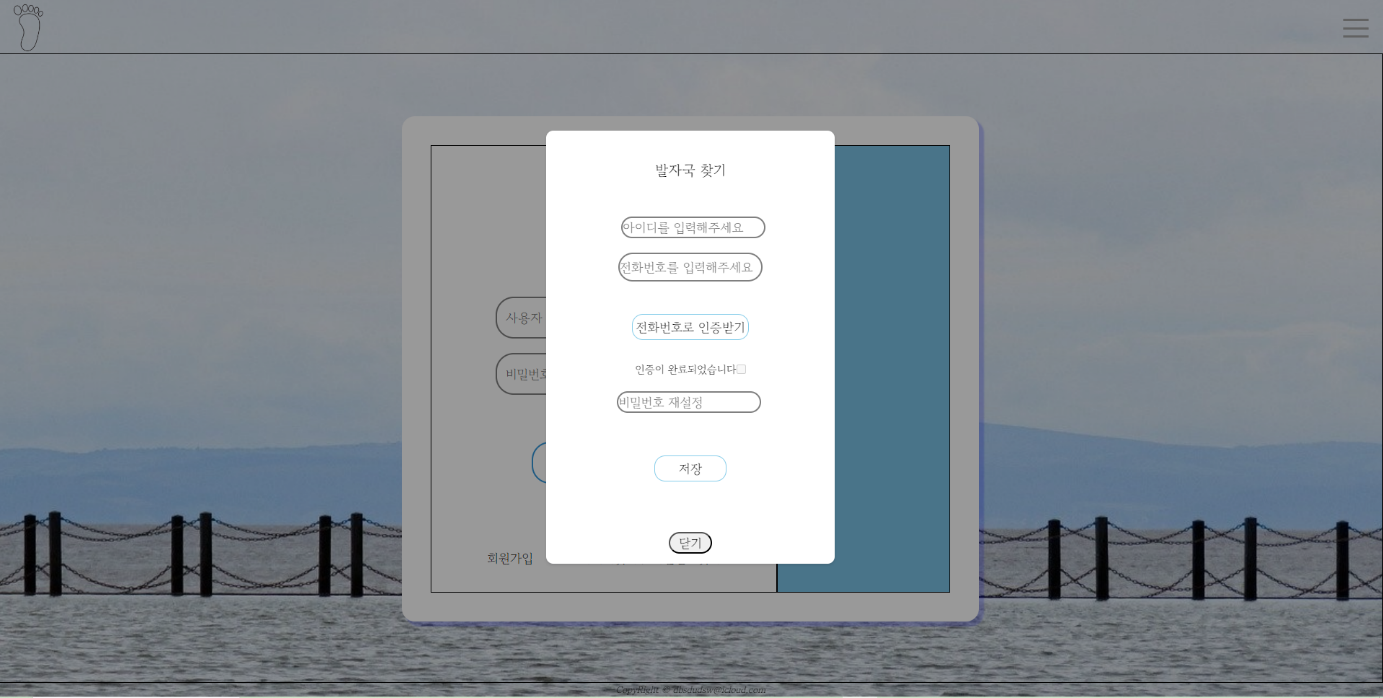 발자국 찾기
아이디를 입력해주세요
전화번호를 입력해주세요
전화번호로 인증받기
사용자
인증이 완료되었습니다
비밀번호
비밀번호 재설정
저장
닫기
회원가입